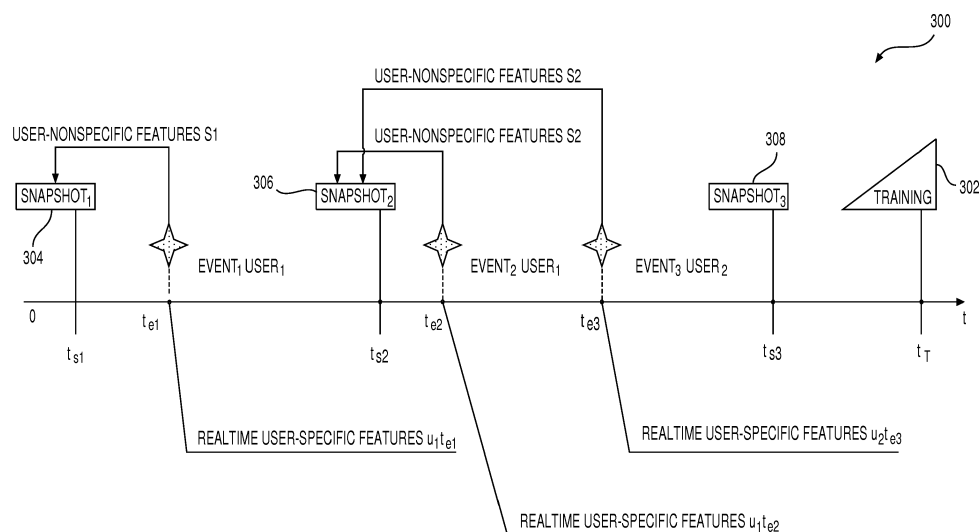 300
USER-NONSPECIFIC FEATURES S2
USER-NONSPECIFIC FEATURES S1
USER-NONSPECIFIC FEATURES S2
308
306
SNAPSHOT1
SNAPSHOT2
SNAPSHOT3
TRAINING
302
304
EVENT1 USER1
EVENT2 USER1
EVENT3 USER2
0
te1
te2
te3
t
ts1
ts2
ts3
tT
REALTIME USER-SPECIFIC FEATURES u1te1
REALTIME USER-SPECIFIC FEATURES u2te3
REALTIME USER-SPECIFIC FEATURES u1te2